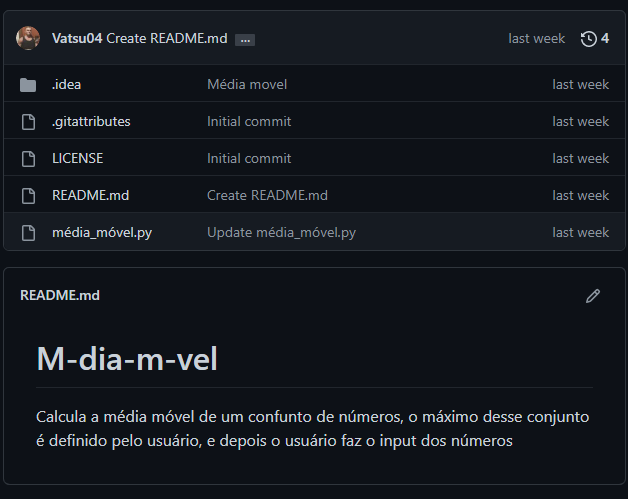 Vatsu04 Create README.md ... last week 4
.idea Média movel last week
.gitattributes Initial commit last week
LICENSE Initial commit last week
README.md Create README.md last week
média_móvel.py Update média_móvel.py last week
README.md
M-dia-m-vel
Calcula a média móvel de um confunto de números, o máximo desse conjunto
é definido pelo usuário, e depois o usuário faz o input dos números